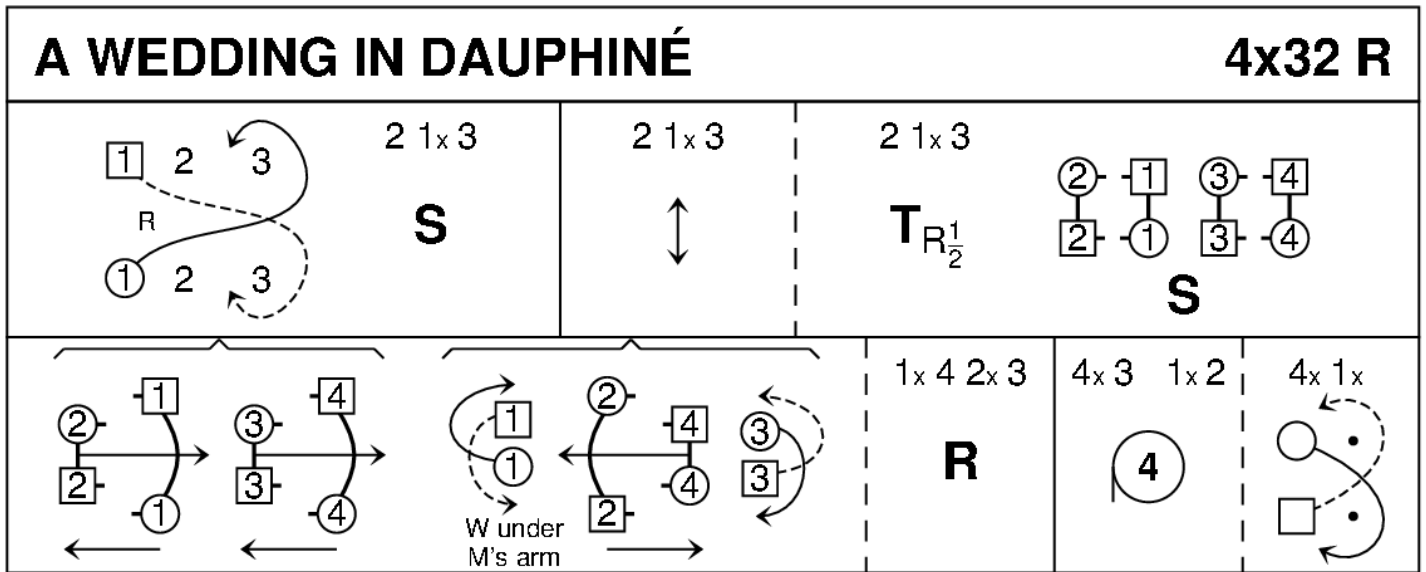 A WEDDING IN DAUPHINÉ 4x32 R
1 2 3 2 1x 3 2 1x 3 2 1x 3
R S T R 1/2 2 1 3 4
1 2 3 2 1 3 4
S
1 4 1 2 1x 4 2x 3 4x 3 1x 2 4x 1x
2 3 4 3
R 4
2 3 1 4 3
1 4 2
W under
M's arm